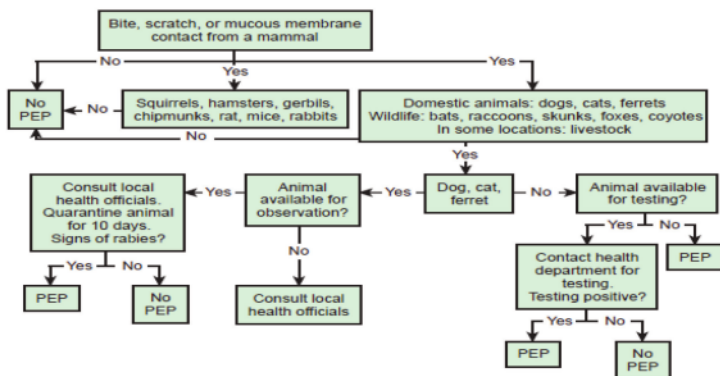 Bite, scratch, or mucous membrane
contact from a mammal
No
Yes
Yes
No
PEP
No
Squirrels, hamsters, gerbils,
chipmunks, rat, mice, rabbits
Domestic animals: dogs, cats, ferrets
Wildlife: bats, raccoons, skunks, foxes, coyotes
In some locations: livestock
No
Yes
Consult local
health officials.
Quarantine animal
for 10 days.
Signs of rabies?
Yes
Animal
available for
observation?
Yes
Dog, cat,
ferret
No
Animal available
for testing?
Yes
No
PEP
No
PEP
No
Consult local
health officials
Yes
No
Contact health
department for
testing.
Testing positive?
PEP
Yes
No
PEP
No
PEP